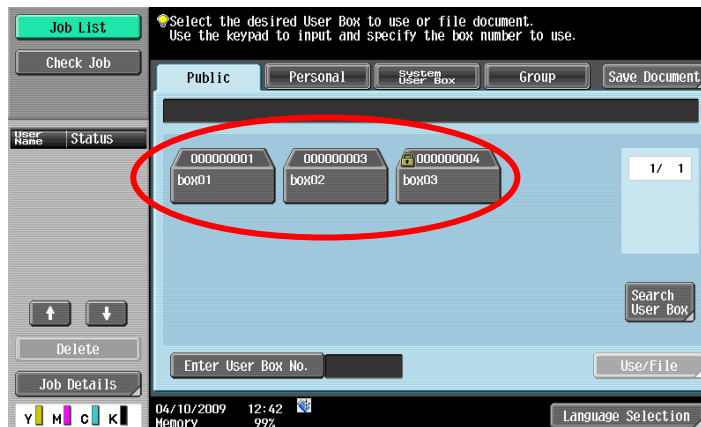 Job List
Check Job
User Name
Status
Delete
Job Details
Y M C K
Select the desired User Box to use or file document.
Use the keypad to input and specify the box number to use.
Public
Personal
System User Box
Group
Save Document
000000001
box01
000000003
box02
000000004
box03
1/ 1
Search
User Box
Enter User Box No.
Use/File
04/10/2009 12:42
Memory 99%
Language Selection